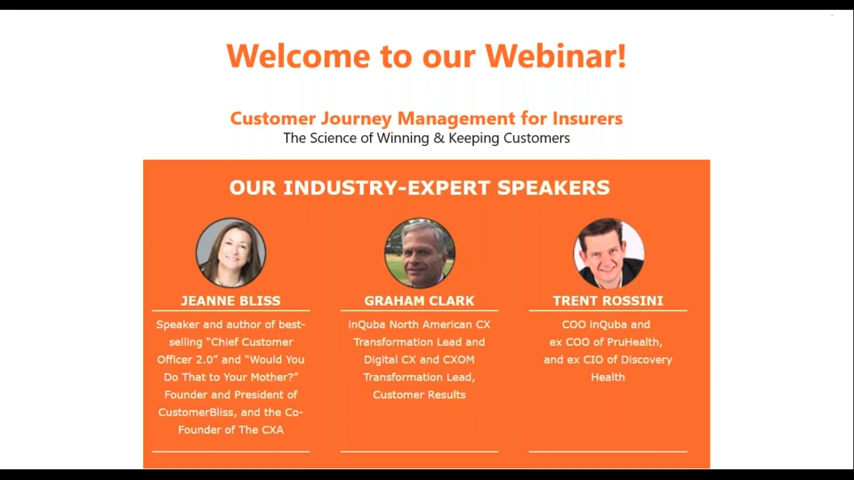 Welcome to our Webinar!
Customer Journey Management for Insurers
The Science of Winning & Keeping Customers
OUR INDUSTRY-EXPERT SPEAKERS
JEANNE BLISS
Speaker and author of best-
selling "Chief Customer
Officer 2.0" and "Would You
Do That to Your Mother?"
Founder and President of
CustomerBliss, and the Co-
Founder of The CXA
GRAHAM CLARK
inQuba North American CX
Transformation Lead and
Digital CX and CXOM
Transformation Lead,
Customer Results
TRENT ROSSINI
COO inQuba and
ex COO of PruHealth,
and ex CIO of Discovery
Health